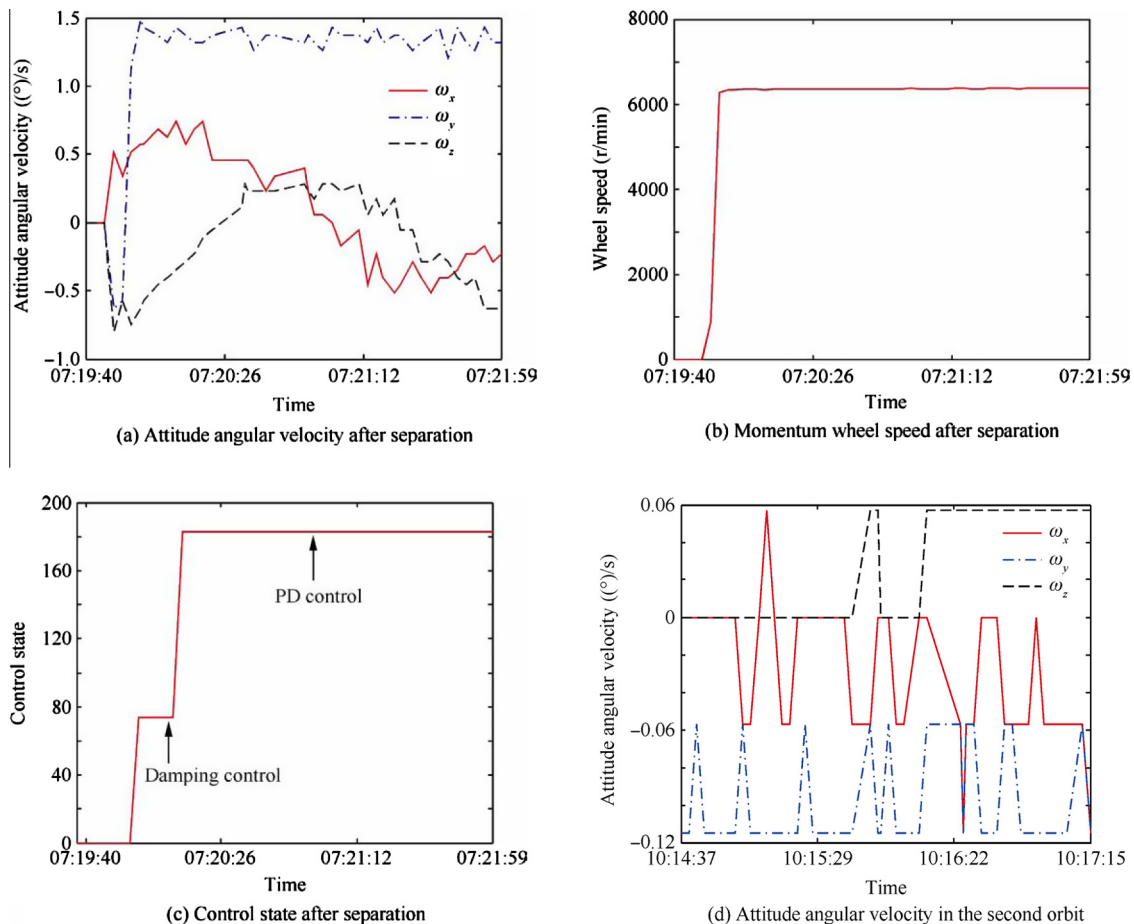 1.5
1.0
0.5
0
−0.5
−1.0
Attitude angular velocity ((°)/s)
ωx
ωy
ωz
07:19:40
07:20:26
07:21:12
07:21:59
Time
(a) Attitude angular velocity after separation
8000
6000
4000
2000
0
Wheel speed (r/min)
07:19:40
07:20:26
07:21:12
07:21:59
Time
(b) Momentum wheel speed after separation
200
160
120
80
40
0
Control state
PD control
Damping control
07:19:40
07:20:26
07:21:12
07:21:59
Time
(c) Control state after separation
0.06
0
−0.06
−0.12
Attitude angular velocity ((°)/s)
ωx
ωy
ωz
10:14:37
10:15:29
10:16:22
10:17:15
Time
(d) Attitude angular velocity in the second orbit